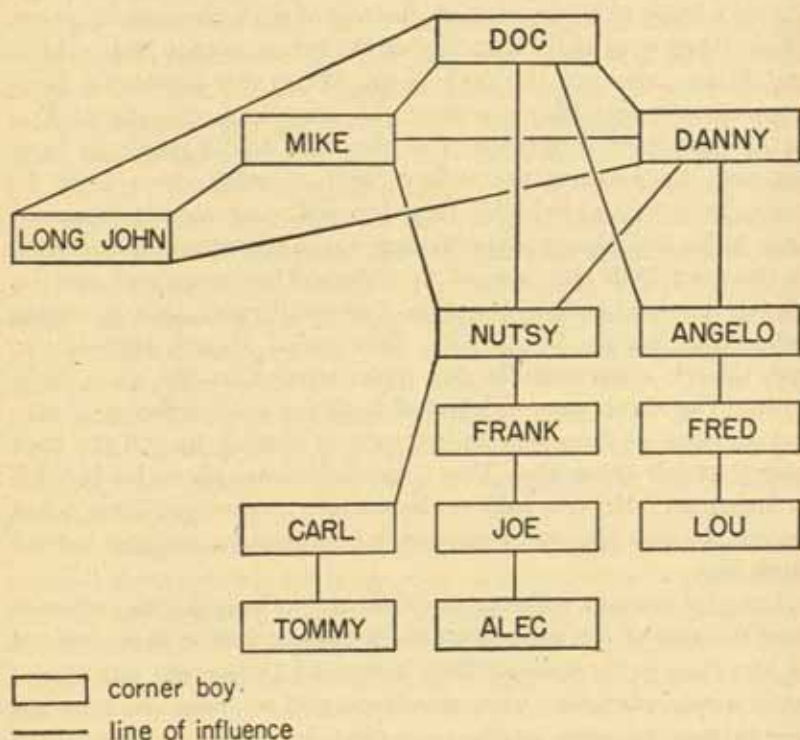 DOC
MIKE
DANNY
LONG JOHN
NUTSY
ANGELO
FRANK
FRED
CARL
JOE
LOU
TOMMY
ALEC
corner boy
line of influence